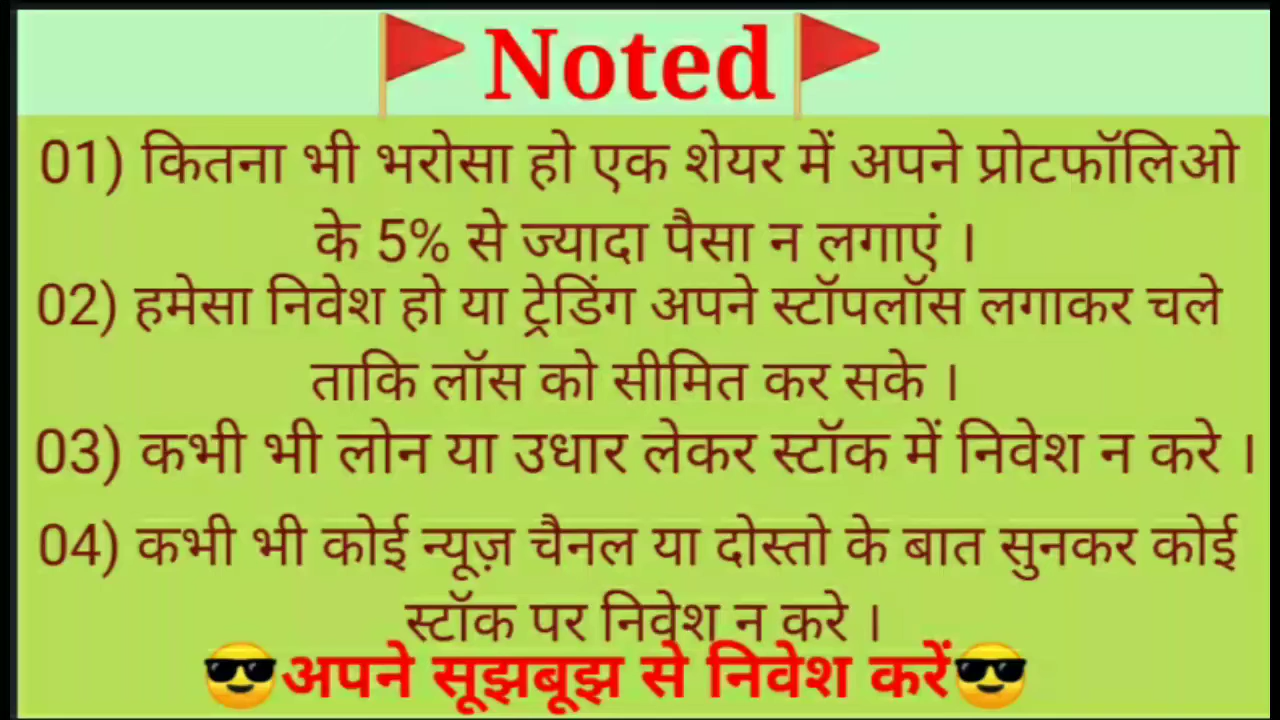 🚩Noted🚩
01) कितना भी भरोसा हो एक शेयर में अपने प्रोटफॉलिओ
के 5% से ज्यादा पैसा न लगाएं ।
02) हमेसा निवेश हो या ट्रेडिंग अपने स्टॉपलॉस लगाकर चले
ताकि लॉस को सीमित कर सके ।
03) कभी भी लोन या उधार लेकर स्टॉक में निवेश न करे ।
04) कभी भी कोई न्यूज़ चैनल या दोस्तो के बात सुनकर कोई
स्टॉक पर निवेश न करे ।
😎अपने सूझबूझ से निवेश करें😎